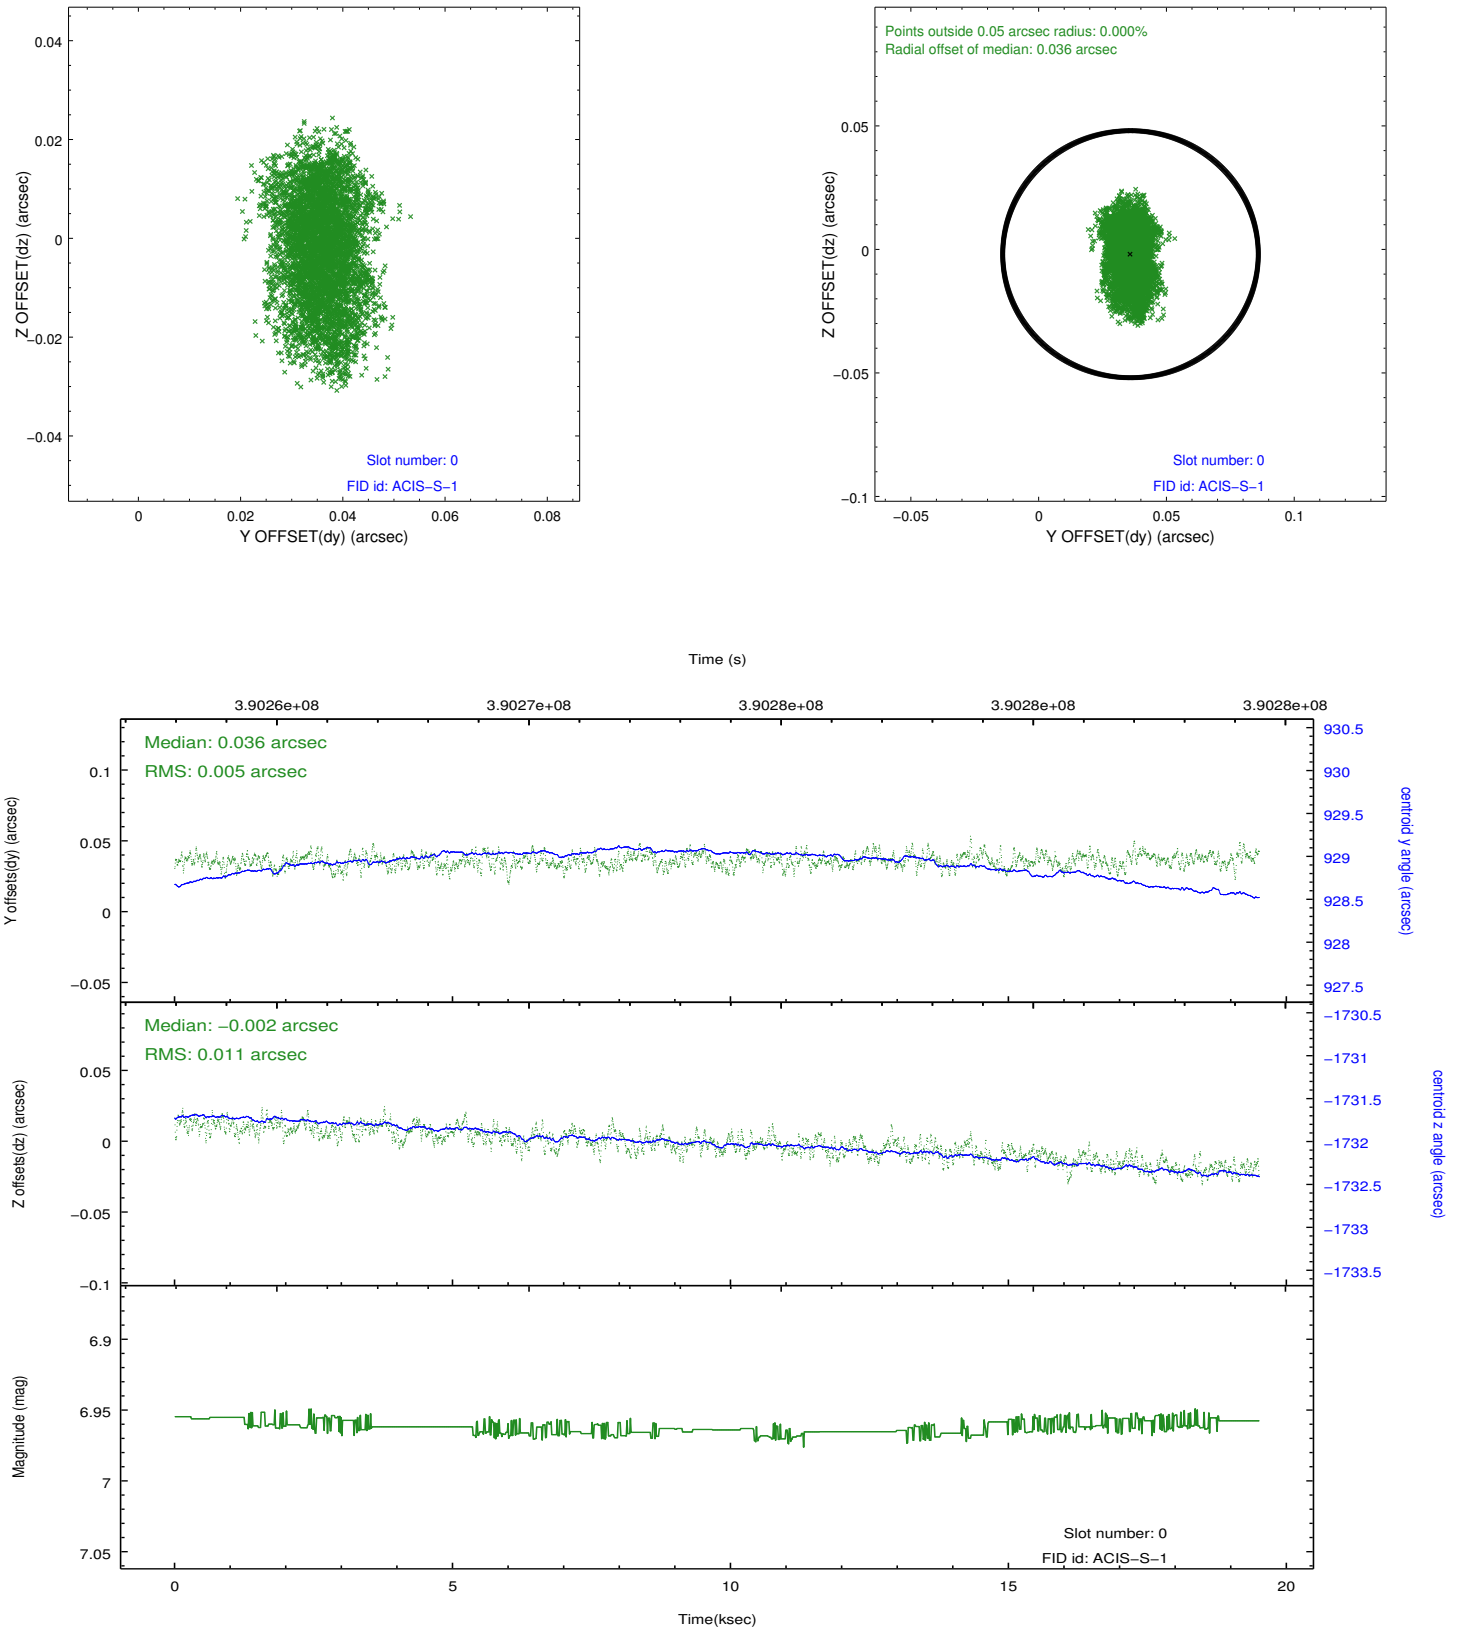 0.04
0.02
0
−0.02
−0.04
Z OFFSET(dz) (arcsec)
Slot number: 0
FID id: ACIS−S−1
0
0.02
0.04
0.06
0.08
Y OFFSET(dy) (arcsec)
Points outside 0.05 arcsec radius: 0.000%
Radial offset of median: 0.036 arcsec
0.05
0
−0.05
−0.1
Z OFFSET(dz) (arcsec)
Slot number: 0
FID id: ACIS−S−1
−0.05
0
0.05
0.1
Y OFFSET(dy) (arcsec)
Time (s)
3.9026e+08
3.9027e+08
3.9028e+08
3.9028e+08
3.9028e+08
Median: 0.036 arcsec
RMS: 0.005 arcsec
0.1
0.05
0
−0.05
Y offsets(dy) (arcsec)
930.5
930
929.5
929
928.5
928
927.5
centroid y angle (arcsec)
Median: −0.002 arcsec
RMS: 0.011 arcsec
0.05
0
−0.05
−0.1
Z offsets(dz) (arcsec)
−1730.5
−1731
−1731.5
−1732
−1732.5
−1733
−1733.5
centroid z angle (arcsec)
6.9
6.95
7
7.05
Magnitude (mag)
Slot number: 0
FID id: ACIS−S−1
0
5
10
15
20
Time(ksec)